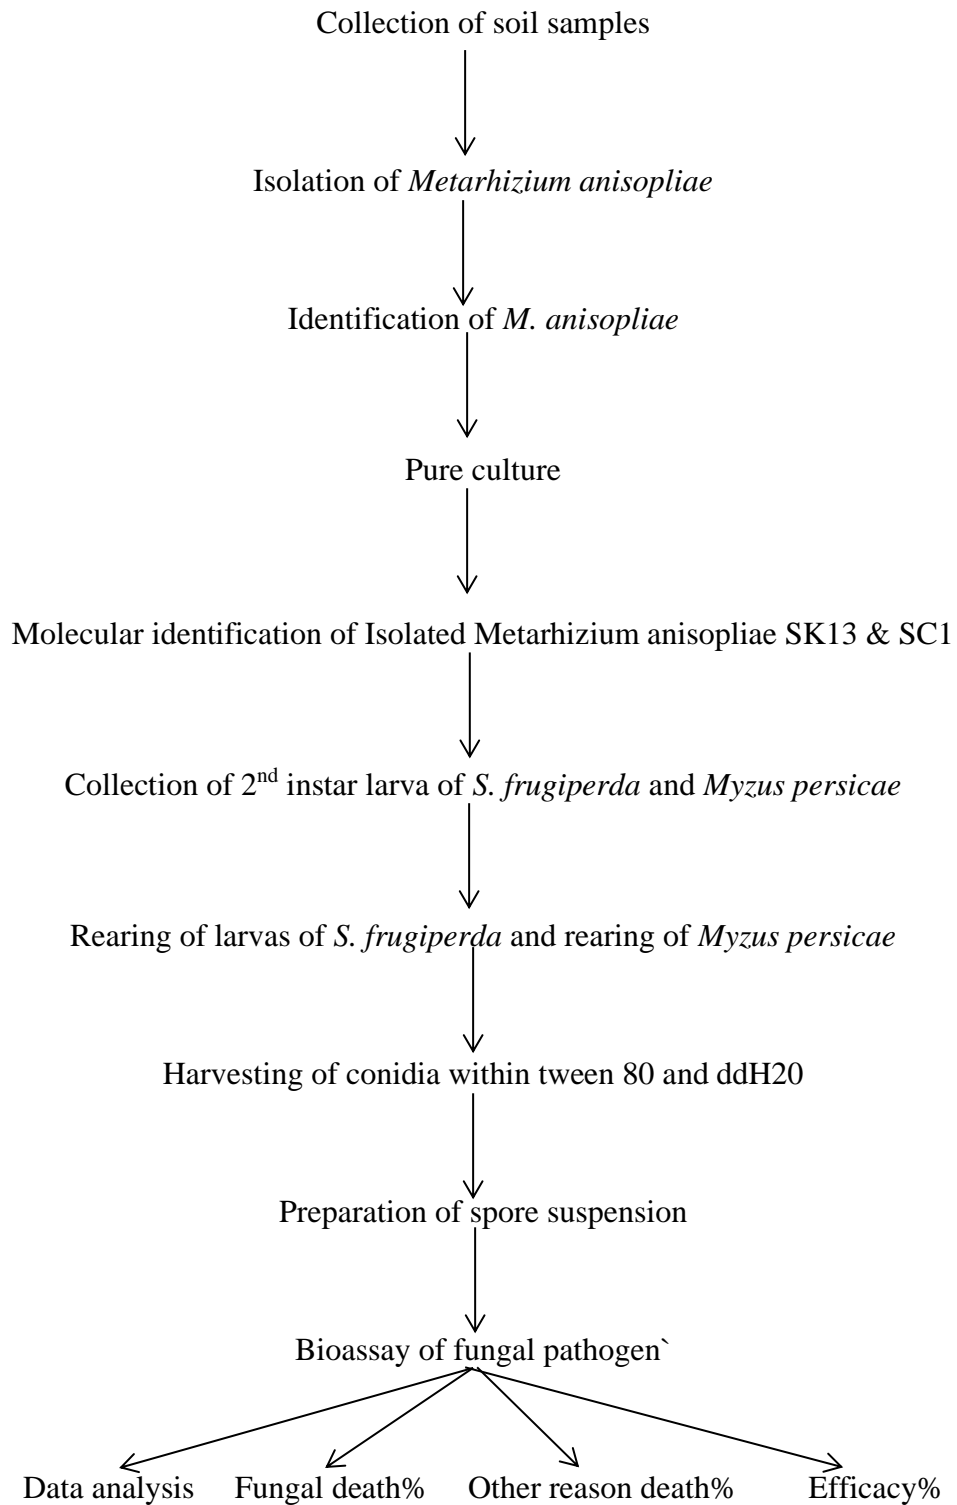 Collection of soil samples
Isolation of Metarhizium anisopliae
Identification of M. anisopliae
Pure culture
Molecular identification of Isolated Metarhizium anisopliae SK13 & SC1
Collection of 2nd instar larva of S. frugiperda and Myzus persicae
Rearing of larvas of S. frugiperda and rearing of Myzus persicae
Harvesting of conidia within tween 80 and ddH20
Preparation of spore suspension
Bioassay of fungal pathogen`
Data analysis Fungal death% Other reason death% Efficacy%